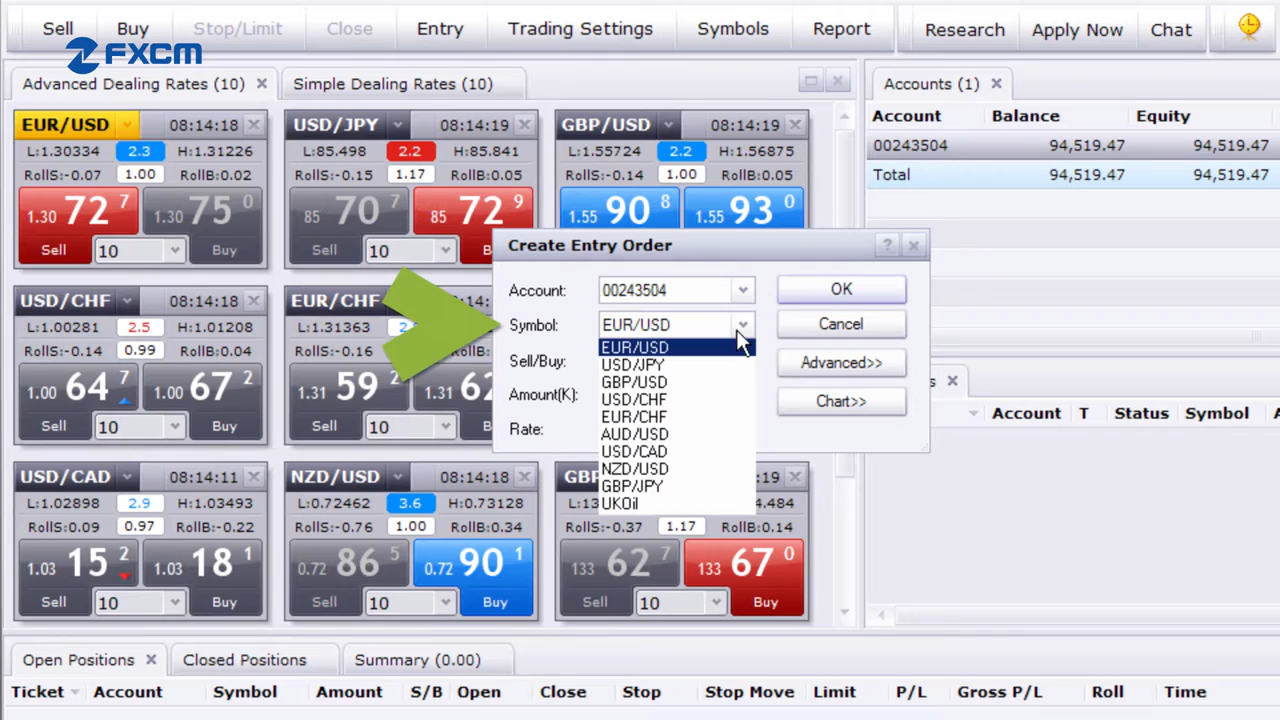 Sell Buy Stop/Limit Close Entry Trading Settings Symbols Report Research Apply Now Chat
FXCM
Advanced Dealing Rates (10) Simple Dealing Rates (10) Accounts (1)
Account Balance Equity
00243504 94,519.47 94,519.47
Total 94,519.47 94,519.47
EUR/USD 08:14:18 USD/JPY 08:14:19 GBP/USD 08:14:19
L:1.30334 2.3 H:1.31226 L:85.498 2.2 H:85.841 L:1.55724 2.2 H:1.56875
RollS:-0.07 1.00 RollB:0.02 RollS:-0.15 1.17 RollB:0.05 RollS:-0.14 1.00 RollB:0.05
1.30 72 7 1.30 75 0 85 70 7 85 72 9 1.55 90 8 1.55 93 0
Sell 10 Buy Sell 10 B
Create Entry Order
Account: 00243504 OK
Symbol: EUR/USD Cancel
Sell/Buy: Advanced>>
Amount(K): Chart>>
Rate:
EUR/USD
USD/JPY
GBP/USD
USD/CHF
EUR/CHF
AUD/USD
USD/CAD
NZD/USD
GBP/JPY
UKOil
USD/CHF 08:14:18 EUR/CHF 08:14:
L:1.00281 2.5 H:1.01208 L:1.31363 2.
RollS:-0.14 0.99 RollB:-0.05 RollS:-0.16
1.00 64 7 1.00 67 2 1.31 59 2 1.31 62
Sell 10 Buy Sell 10 Buy
s Account T Status Symbol A
USD/CAD 08:14:11 NZD/USD 08:14:18 GBP :19
L:1.02898 2.9 H:1.03493 L:0.72462 3.6 H:0.73128 L:13 .484
RollS:0.09 0.97 RollB:-0.22 RollS:-0.76 1.00 RollB:0.34 RollS:-0.37 1.17 RollB:0.14
1.03 15 2 1.03 18 1 0.72 86 5 0.72 90 1 133 62 7 133 67 0
Sell 10 Buy Sell 10 Buy Sell 10 Buy
Open Positions Closed Positions Summary (0.00)
Ticket Account Symbol Amount S/B Open Close Stop Stop Move Limit P/L Gross P/L Roll Time